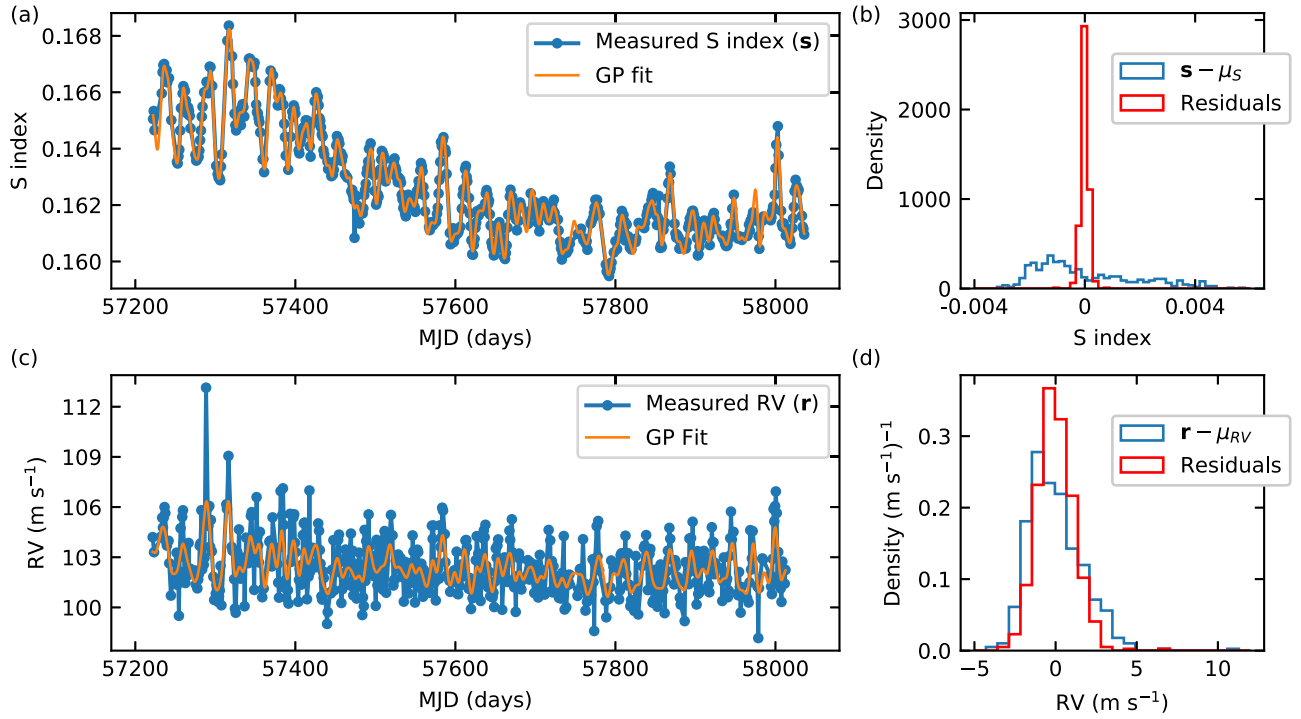 (a)
0.168
0.166
0.164
0.162
0.160
S index
Measured S index (s)
GP fit
57200
57400
57600
57800
58000
MJD (days)
(b)
3000
2000
1000
0
Density
s − μ_S
Residuals
-0.004
0
0.004
S index
(c)
112
109
106
103
100
RV (m s⁻¹)
Measured RV (r)
GP Fit
57200
57400
57600
57800
58000
MJD (days)
(d)
0.3
0.2
0.1
0.0
Density (m s⁻¹)⁻¹
r − μ_RV
Residuals
−5
0
5
10
RV (m s⁻¹)